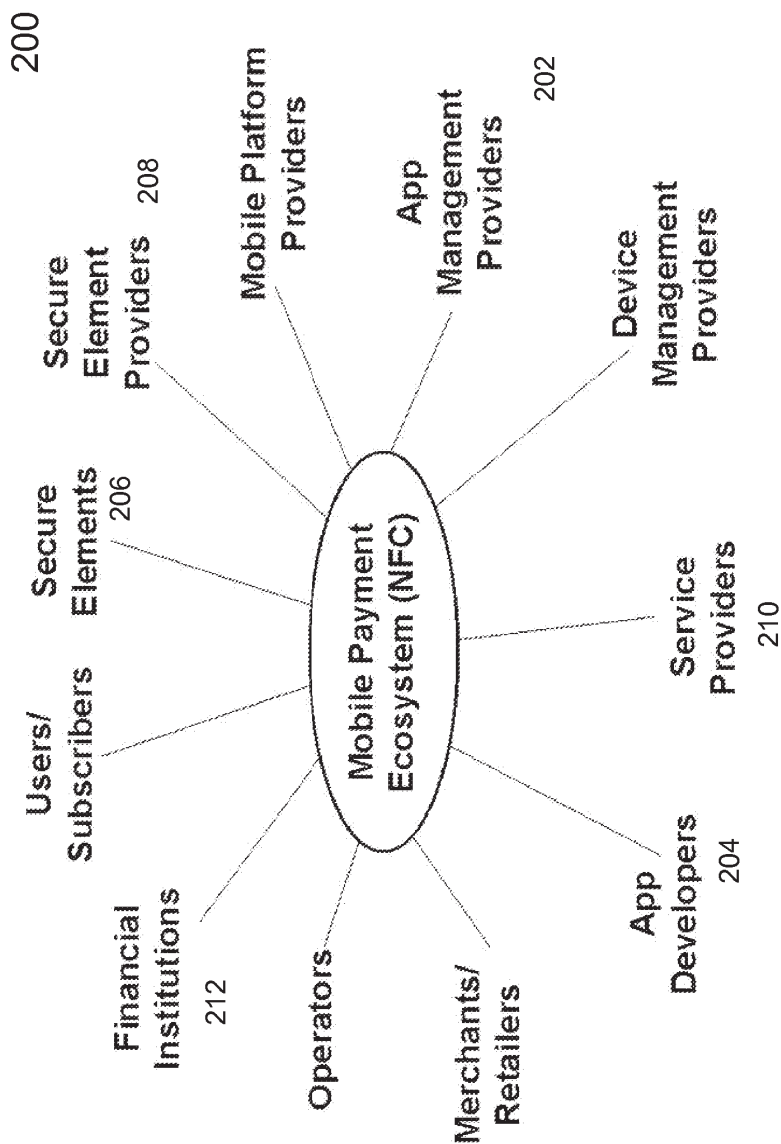 200
Users/
Subscribers
Secure
Elements
206
Secure
Element
Providers
208
Financial
Institutions
212
Mobile Platform
Providers
Operators
Mobile Payment
Ecosystem (NFC)
App
Management
Providers
202
Merchants/
Retailers
Device
Management
Providers
App
Developers
204
Service
Providers
210